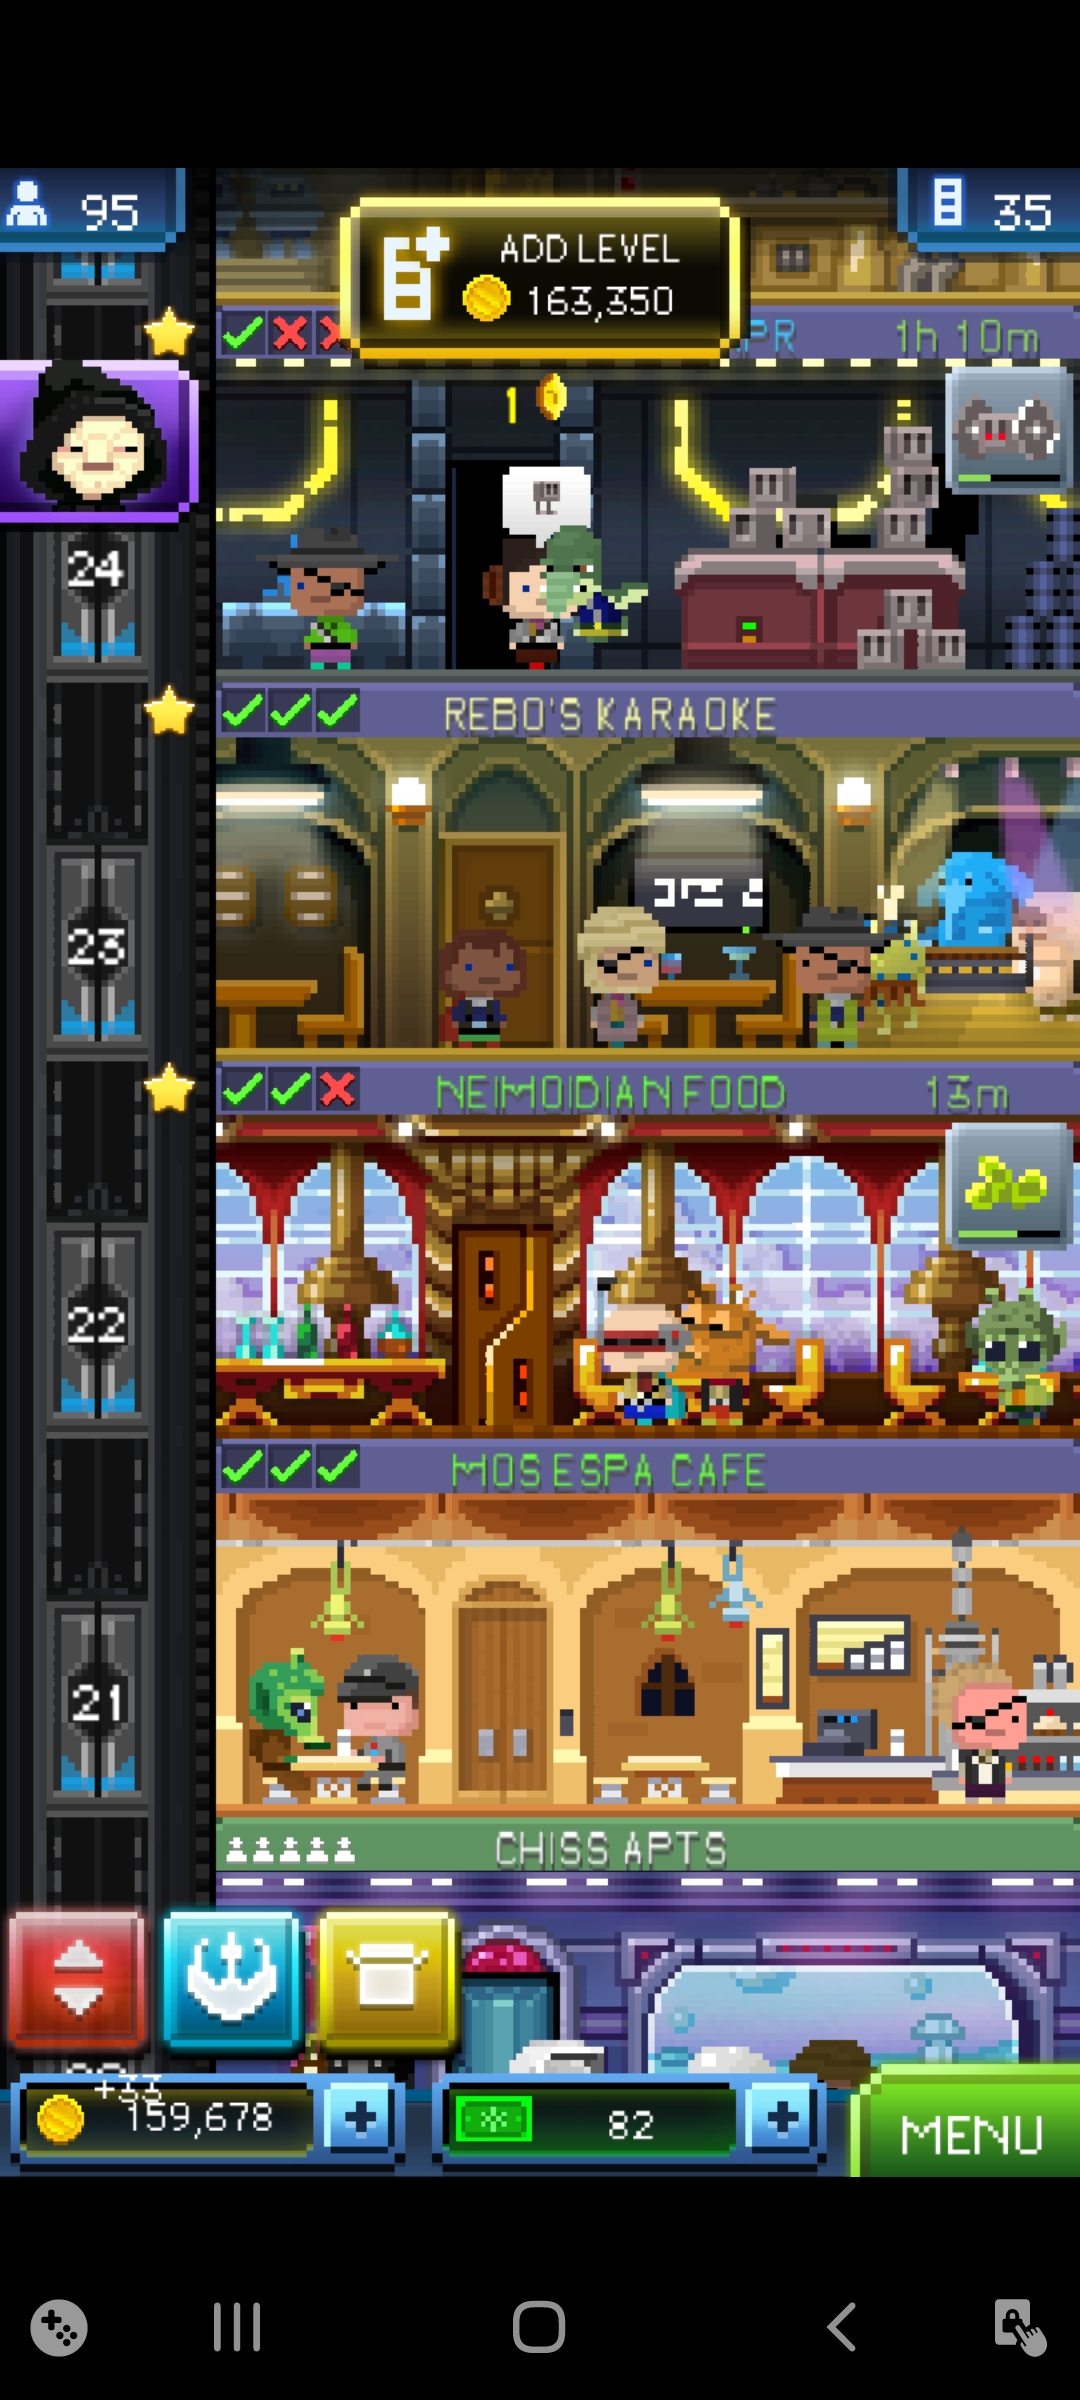 95
ADD LEVEL
163,350
35
1h 10m
1
24
REBO'S KARAOKE
23
NEIMOIDIAN FOOD
13m
22
MOS ESPA CAFE
21
CHISS APTS
+33
159,678
82
MENU